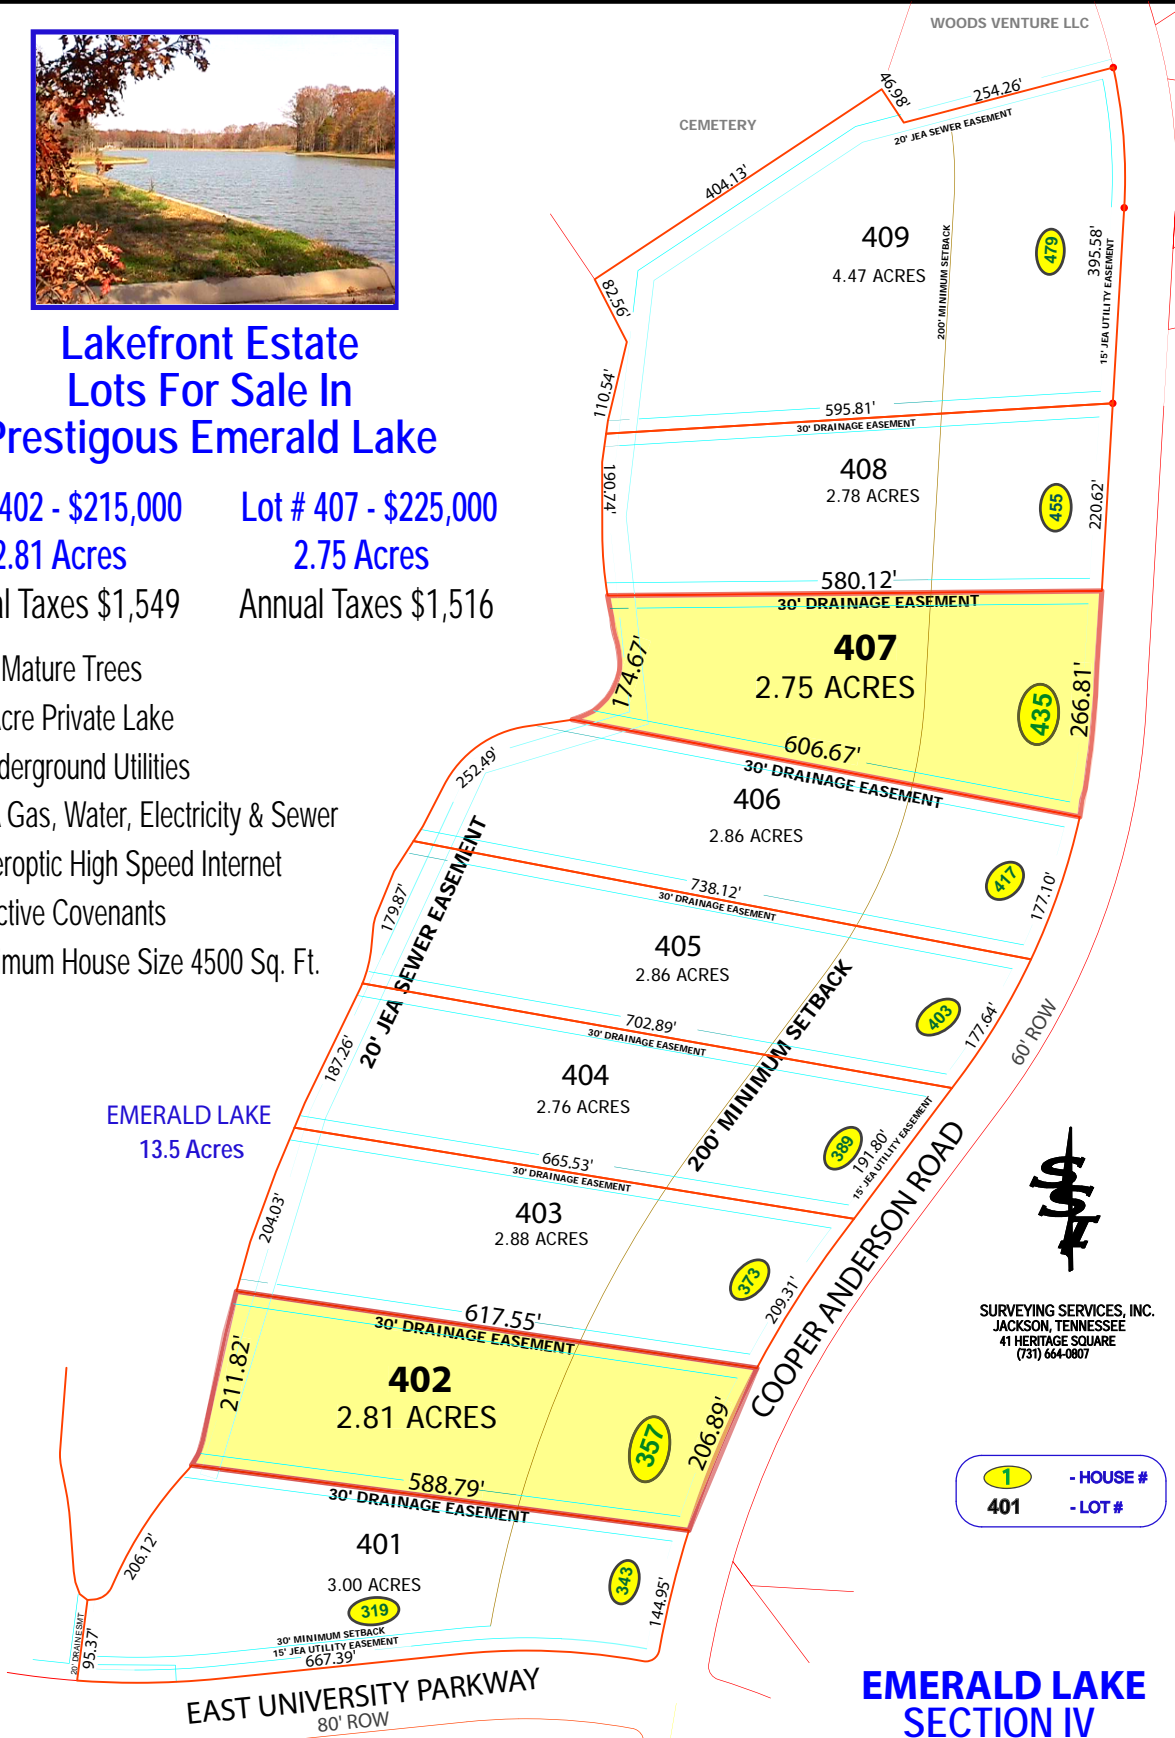 WOODS VENTURE LLC
CEMETERY
46.98'
254.26'
20' JEA SEWER EASEMENT
404.13'
409
4.47 ACRES
479
200' MINIMUM SETBACK
395.58'
15' JEA UTILITY EASEMENT
82.56'
110.54'
595.81'
30' DRAINAGE EASEMENT
Lakefront Estate
Lots For Sale In
Prestigous Emerald Lake
402 - $215,000
2.81 Acres
Taxes $1,549
Lot # 407 - $225,000
2.75 Acres
Annual Taxes $1,516
Mature Trees
Private Lake
Utilities
Gas, Water, Electricity & Sewer
High Speed Internet
Covenants
House Size 4500 Sq. Ft.
408
2.78 ACRES
455
190.74'
220.62'
580.12'
30' DRAINAGE EASEMENT
407
2.75 ACRES
435
174.67'
266.81'
606.67'
30' DRAINAGE EASEMENT
406
2.86 ACRES
417
252.49'
177.10'
738.12'
30' DRAINAGE EASEMENT
20' JEA SEWER EASEMENT
405
2.86 ACRES
403
179.87'
177.64'
702.89'
30' DRAINAGE EASEMENT
200' MINIMUM SETBACK
60' ROW
404
2.76 ACRES
389
187.26'
191.80'
15' JEA UTILITY EASEMENT
665.53'
30' DRAINAGE EASEMENT
EMERALD LAKE
13.5 Acres
403
2.88 ACRES
373
204.03'
209.31'
617.55'
30' DRAINAGE EASEMENT
COOPER ANDERSON ROAD
SSI
SURVEYING SERVICES, INC.
JACKSON, TENNESSEE
41 HERITAGE SQUARE
(731) 664-0807
402
2.81 ACRES
357
211.82'
206.89'
588.79'
30' DRAINAGE EASEMENT
401
3.00 ACRES
319
343
206.12'
144.95'
20' DRAIN ESMT
95.37'
30' MINIMUM SETBACK
15' JEA UTILITY EASEMENT
667.39'
EAST UNIVERSITY PARKWAY
80' ROW
1 - HOUSE #
401 - LOT #
EMERALD LAKE
SECTION IV